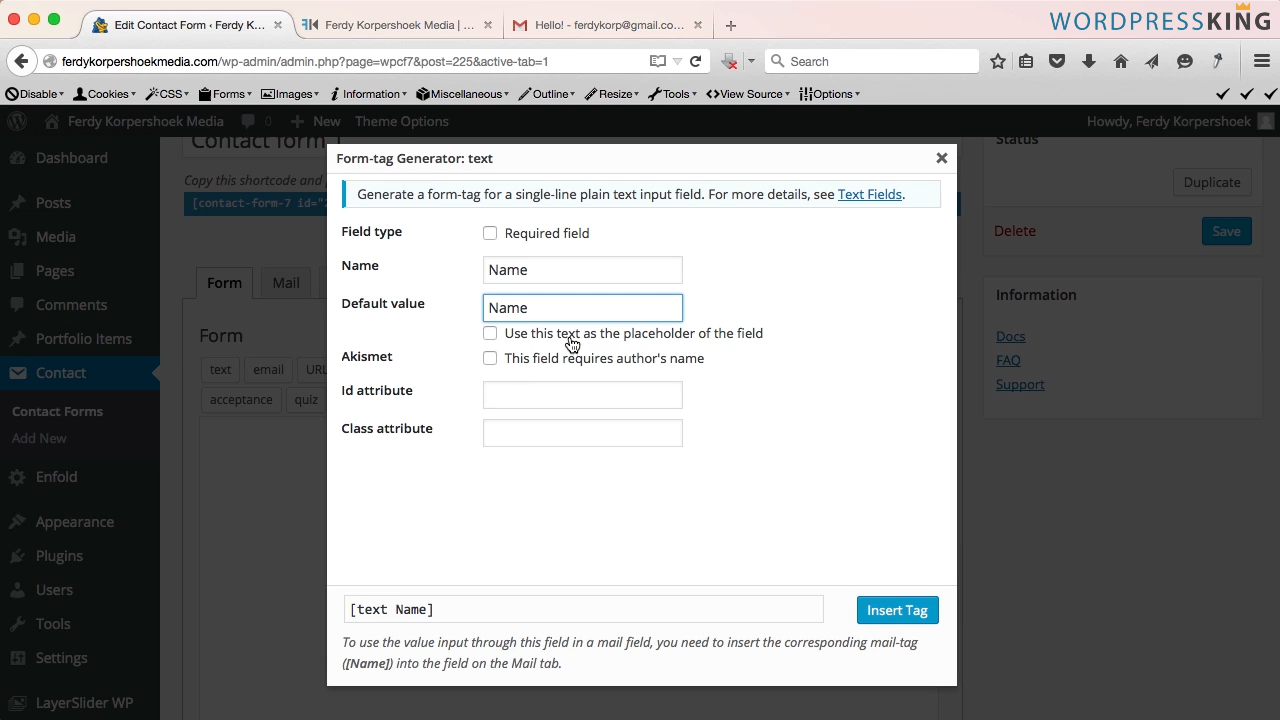 Edit Contact Form ‹ Ferdy K...
Ferdy Korpershoek Media | ...
Hello! - ferdykorp@gmail.co...
WORDPRESSKING
ferdykorpershoekmedia.com/wp-admin/admin.php?page=wpcf7&post=225&active-tab=1
Search
Disable
Cookies
CSS
Forms
Images
Information
Miscellaneous
Outline
Resize
Tools
View Source
Options
Ferdy Korpershoek Media
0
New
Theme Options
Howdy, Ferdy Korpershoek
Dashboard
Posts
Media
Pages
Comments
Portfolio Items
Contact
Contact Forms
Add New
Enfold
Appearance
Plugins
Users
Tools
Settings
LayerSlider WP
Contact form 1
Copy this shortcode and
[contact-form-7 id="
Form
Mail
Form
text
email
UR
acceptance
quiz
Form-tag Generator: text
Generate a form-tag for a single-line plain text input field. For more details, see Text Fields.
Field type
Required field
Name
Name
Default value
Name
Use this text as the placeholder of the field
Akismet
This field requires author's name
Id attribute
Class attribute
[text Name]
Insert Tag
To use the value input through this field in a mail field, you need to insert the corresponding mail-tag
([Name]) into the field on the Mail tab.
Status
Duplicate
Delete
Save
Information
Docs
FAQ
Support